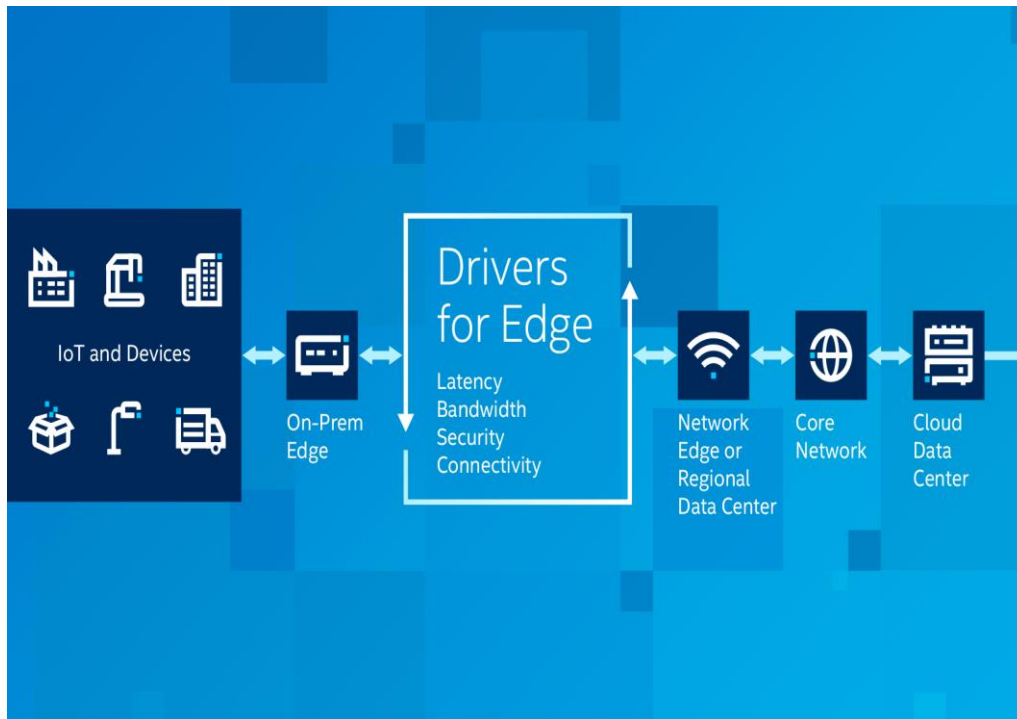 IoT and Devices
On-Prem
Edge
Drivers
for Edge
Latency
Bandwidth
Security
Connectivity
Network
Edge or
Regional
Data Center
Core
Network
Cloud
Data
Center